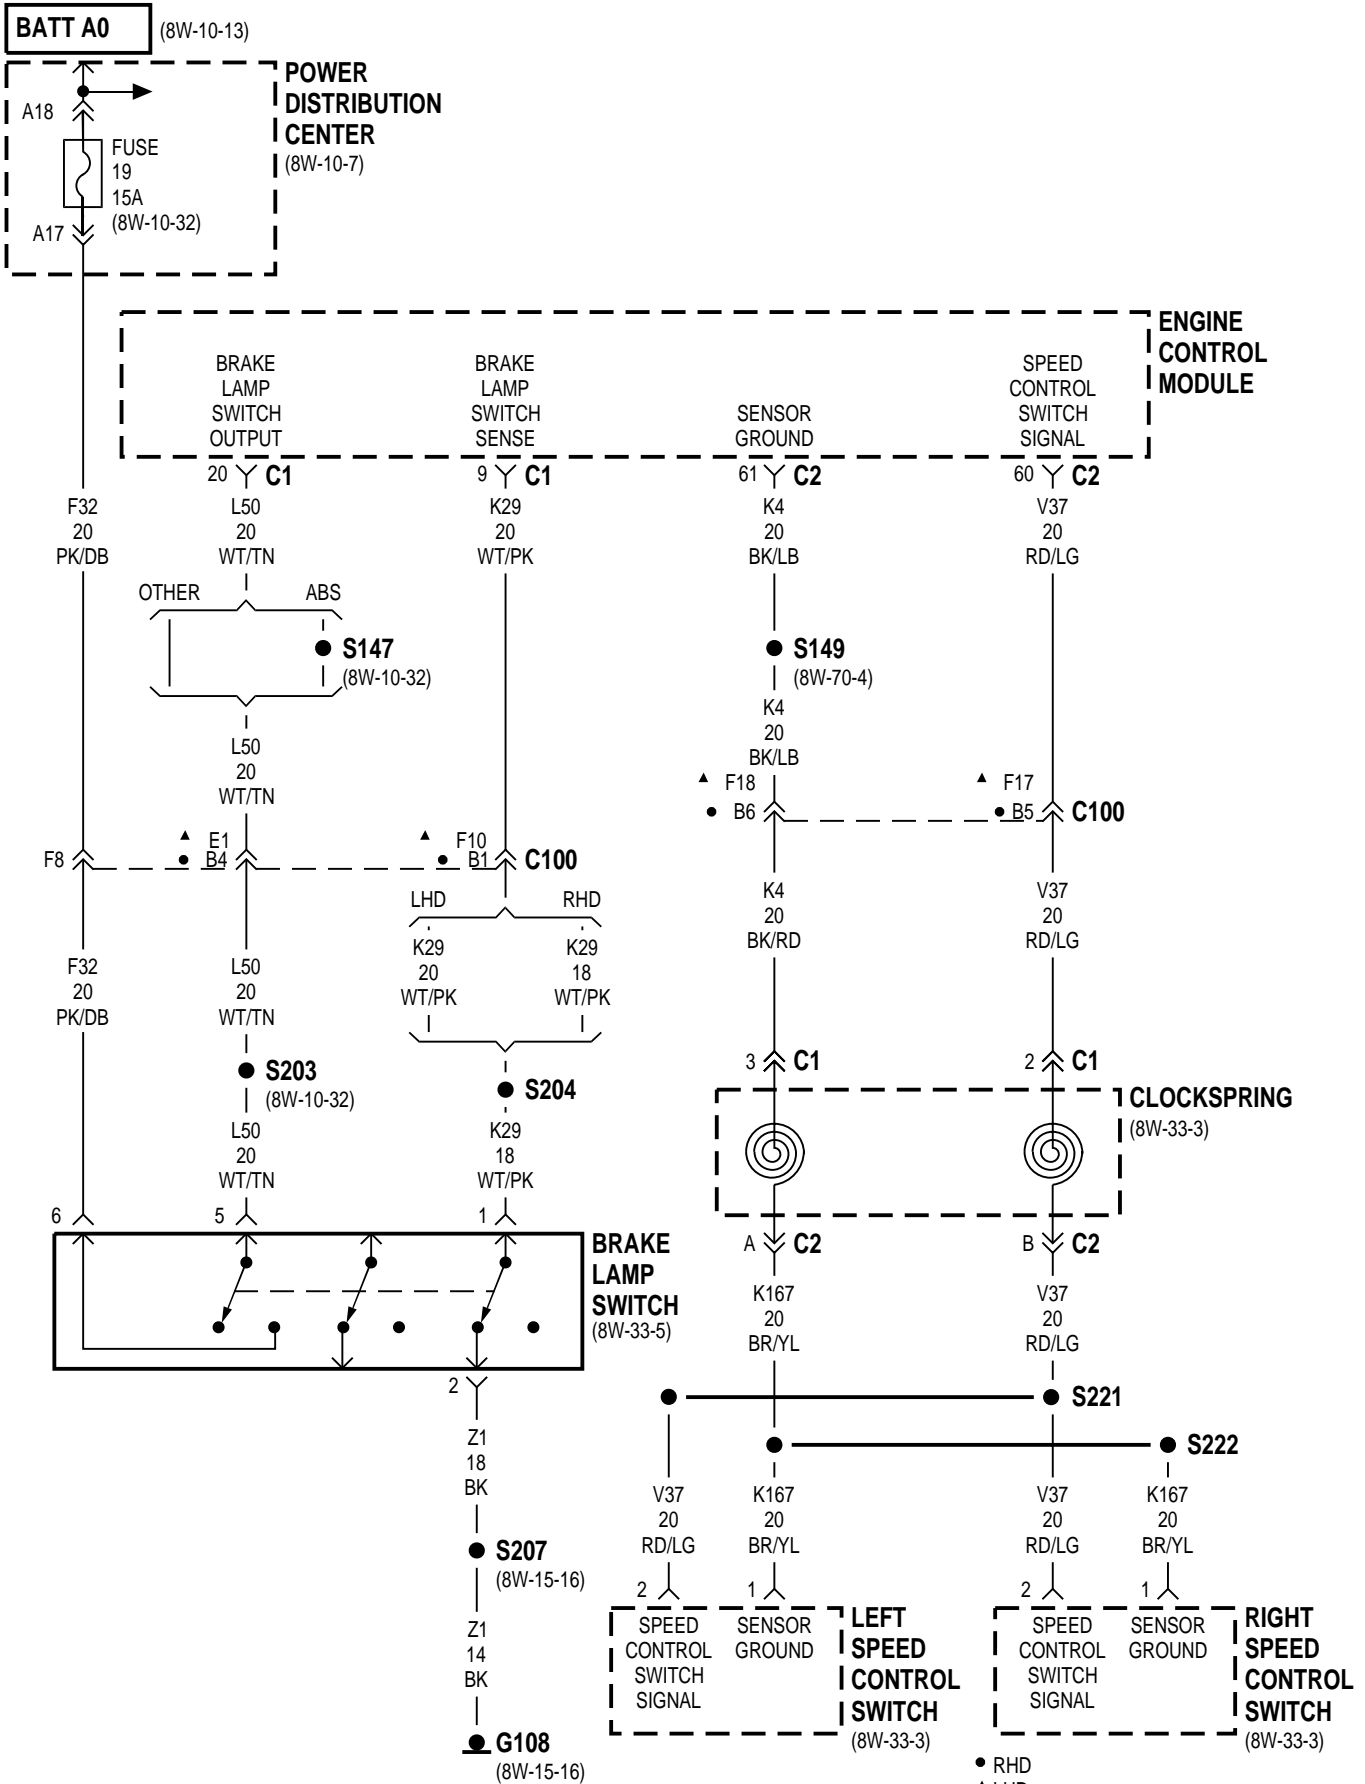 BATT A0
(8W-10-13)
POWER
DISTRIBUTION
CENTER
(8W-10-7)
A18
FUSE
19
15A
(8W-10-32)
A17
ENGINE
CONTROL
MODULE
BRAKE
LAMP
SWITCH
OUTPUT
BRAKE
LAMP
SWITCH
SENSE
SENSOR
GROUND
SPEED
CONTROL
SWITCH
SIGNAL
20 C1
9 C1
61 C2
60 C2
F32
20
PK/DB
L50
20
WT/TN
K29
20
WT/PK
K4
20
BK/LB
V37
20
RD/LG
OTHER
ABS
S147
(8W-10-32)
S149
(8W-70-4)
L50
20
WT/TN
K4
20
BK/LB
▲ F18
● B6
▲ F17
● B5
C100
F8
▲ E1
● B4
▲ F10
● B1
C100
LHD
RHD
K29
20
WT/PK
K29
18
WT/PK
K4
20
BK/RD
V37
20
RD/LG
F32
20
PK/DB
L50
20
WT/TN
S203
(8W-10-32)
S204
3 C1
2 C1
CLOCKSPRING
(8W-33-3)
L50
20
WT/TN
K29
18
WT/PK
6
5
1
BRAKE
LAMP
SWITCH
(8W-33-5)
A C2
B C2
K167
20
BR/YL
V37
20
RD/LG
2
S221
S222
Z1
18
BK
S207
(8W-15-16)
Z1
14
BK
G108
(8W-15-16)
V37
20
RD/LG
K167
20
BR/YL
V37
20
RD/LG
K167
20
BR/YL
2
1
2
1
SPEED
CONTROL
SWITCH
SIGNAL
SENSOR
GROUND
LEFT
SPEED
CONTROL
SWITCH
(8W-33-3)
SPEED
CONTROL
SWITCH
SIGNAL
SENSOR
GROUND
RIGHT
SPEED
CONTROL
SWITCH
(8W-33-3)
● RHD